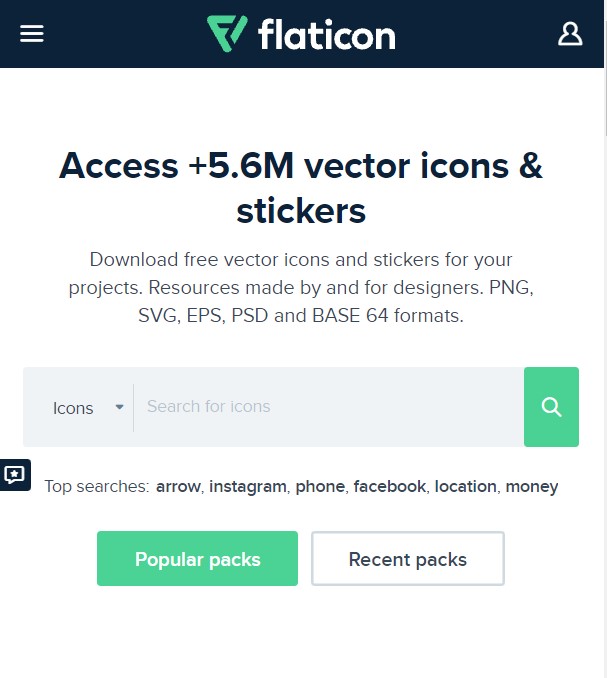 flaticon
Access +5.6M vector icons &
stickers
Download free vector icons and stickers for your
projects. Resources made by and for designers. PNG,
SVG, EPS, PSD and BASE 64 formats.
Icons Search for icons
Top searches: arrow, instagram, phone, facebook, location, money
Popular packs Recent packs